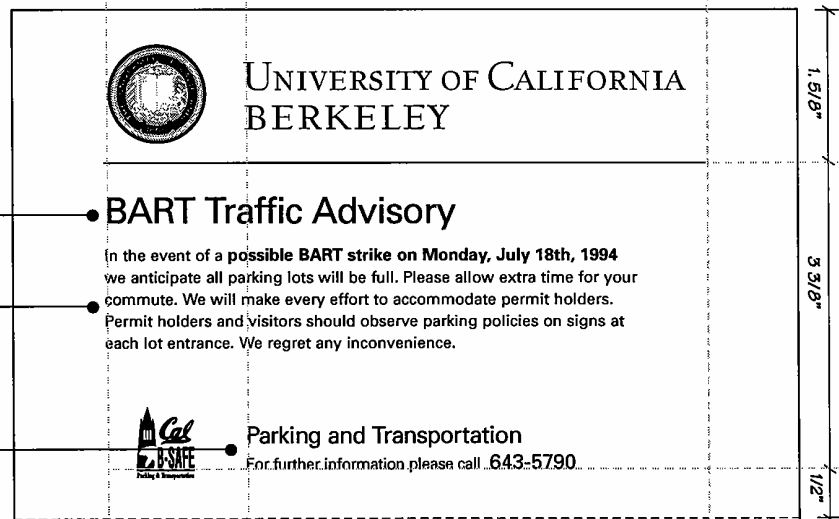 UNIVERSITY OF CALIFORNIA
BERKELEY
1.5/8"
BART Traffic Advisory
In the event of a possible BART strike on Monday, July 18th, 1994
we anticipate all parking lots will be full. Please allow extra time for your
commute. We will make every effort to accommodate permit holders.
Permit holders and visitors should observe parking policies on signs at
each lot entrance. We regret any inconvenience.
3 3/8"
Cal
B-SAFE
Parking & Transportation
Parking and Transportation
For further information please call 643-5790
1/2"